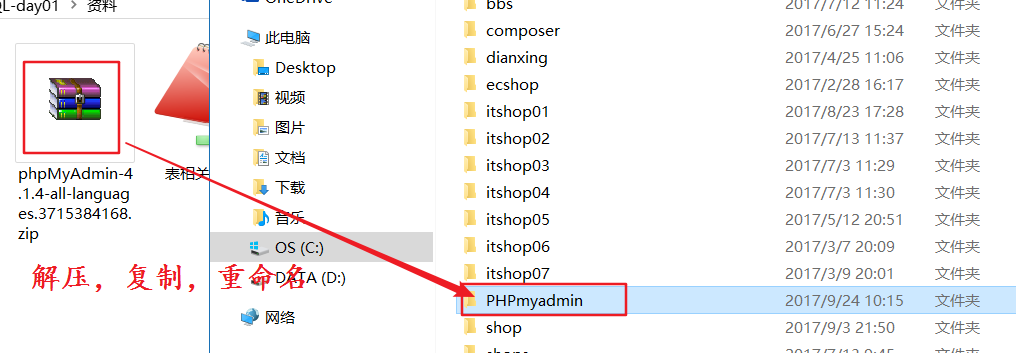 QL-day01 > 资料
phpMyAdmin-4
.1.4-all-languag
es.3715384168.
zip
表相关
解压，复制，重命名
OneDrive
此电脑
Desktop
视频
图片
文档
下载
音乐
OS (C:)
DATA (D:)
网络
bbs 2017/7/12 11:24 文件夹
composer 2017/6/27 15:24 文件夹
dianxing 2017/4/25 11:06 文件夹
ecshop 2017/2/28 16:17 文件夹
itshop01 2017/8/23 17:28 文件夹
itshop02 2017/7/13 11:37 文件夹
itshop03 2017/7/3 11:29 文件夹
itshop04 2017/7/3 11:30 文件夹
itshop05 2017/5/12 20:51 文件夹
itshop06 2017/3/7 20:09 文件夹
itshop07 2017/3/9 20:01 文件夹
PHPmyadmin 2017/9/24 10:15 文件夹
shop 2017/9/3 21:50 文件夹